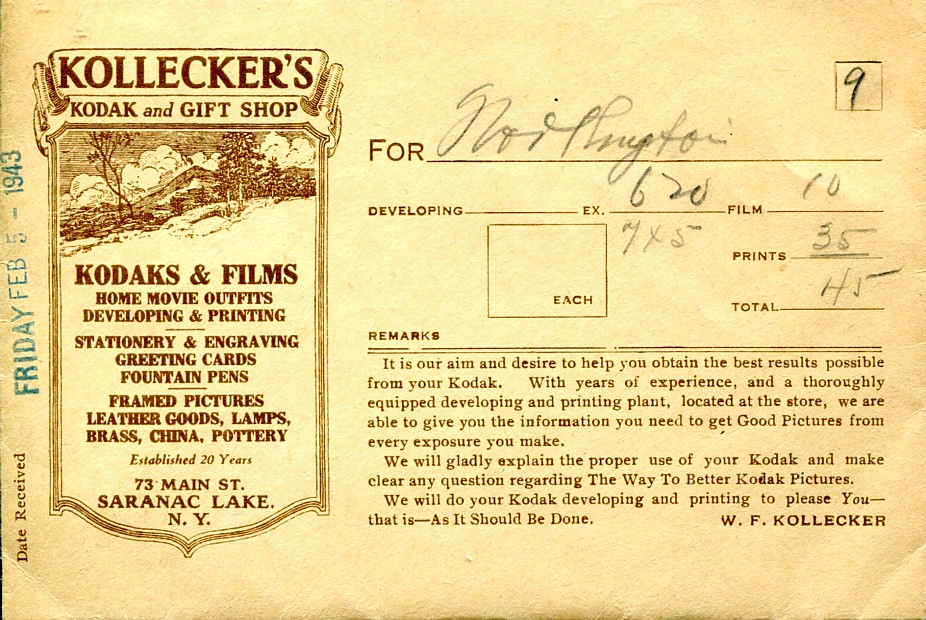 KOLLECKER'S
KODAK and GIFT SHOP
KODAKS & FILMS
HOME MOVIE OUTFITS
DEVELOPING & PRINTING
STATIONERY & ENGRAVING
GREETING CARDS
FOUNTAIN PENS
FRAMED PICTURES
LEATHER GOODS, LAMPS,
BRASS, CHINA, POTTERY
Established 20 Years
73 MAIN ST.
SARANAC LAKE,
N. Y.
Date Received
FRIDAY FEB 5 - 1943
9
FOR
DEVELOPING EX. 620 FILM 10
7x5
PRINTS 35
EACH
TOTAL 45
REMARKS
It is our aim and desire to help you obtain the best results possible
from your Kodak. With years of experience, and a thoroughly
equipped developing and printing plant, located at the store, we are
able to give you the information you need to get Good Pictures from
every exposure you make.
We will gladly explain the proper use of your Kodak and make
clear any question regarding The Way To Better Kodak Pictures.
We will do your Kodak developing and printing to please You—
that is—As It Should Be Done. W. F. KOLLECKER